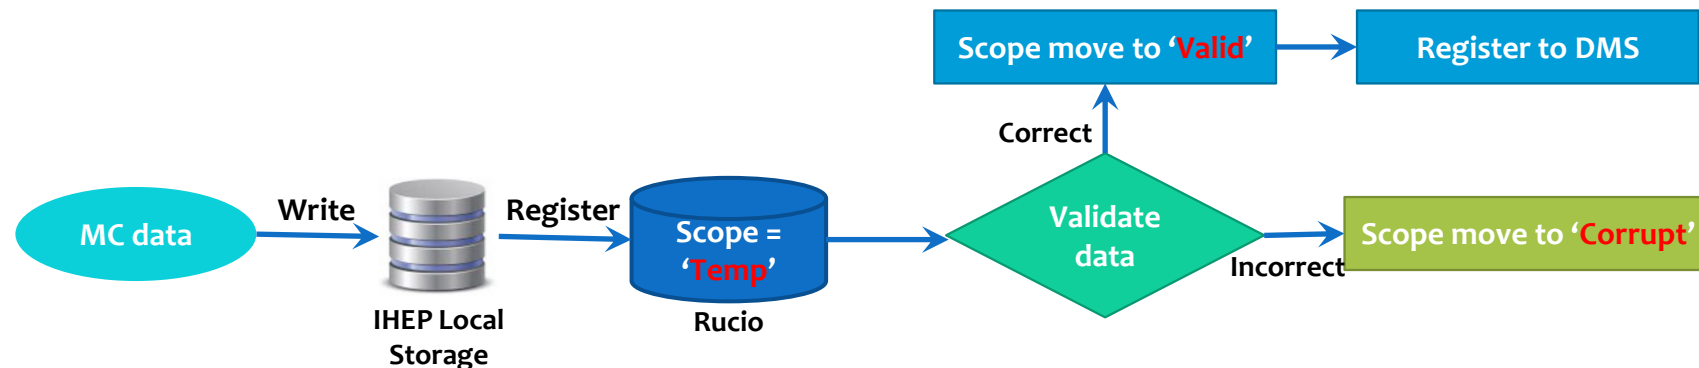 Scope move to ‘Valid’
Register to DMS
Correct
MC data
Write
IHEP Local
Storage
Register
Scope =
‘Temp’
Rucio
Validate
data
Incorrect
Scope move to ‘Corrupt’